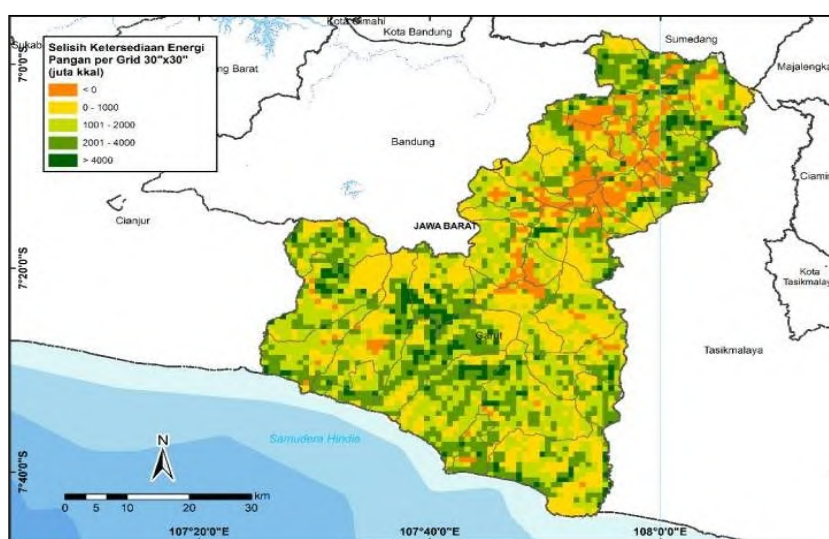 Kota Cimahi
Kota Bandung
Sumedang
Sukab
Majalengka
Selisih Ketersediaan Energi
Pangan per Grid 30"x30"
(juta kkal)
< 0
0 - 1000
1001 - 2000
2001 - 4000
> 4000
ng Barat
Bandung
Ciamis
Cianjur
JAWA BARAT
Kota
Tasikmalaya
Garut
Tasikmalaya
Samudera Hindia
N
0 5 10 20 30
km
7°0'0"S
7°20'0"S
7°40'0"S
107°20'0"E
107°40'0"E
108°0'0"E